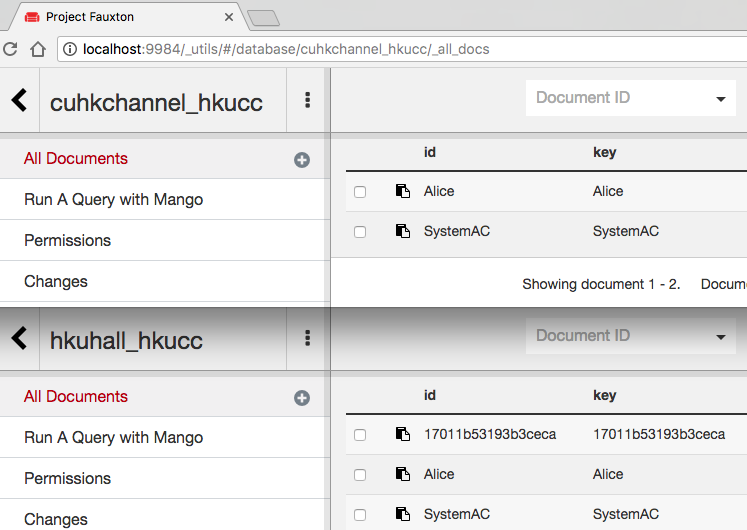 Project Fauxton
localhost:9984/_utils/#/database/cuhkchannel_hkucc/_all_docs
cuhkchannel_hkucc
Document ID
All Documents
id key
Run A Query with Mango
Alice Alice
Permissions
SystemAC SystemAC
Changes
Showing document 1 - 2. Docum
hkuhall_hkucc
Document ID
All Documents
id key
Run A Query with Mango
17011b53193b3ceca 17011b53193b3ceca
Permissions
Alice Alice
Changes
SystemAC SystemAC